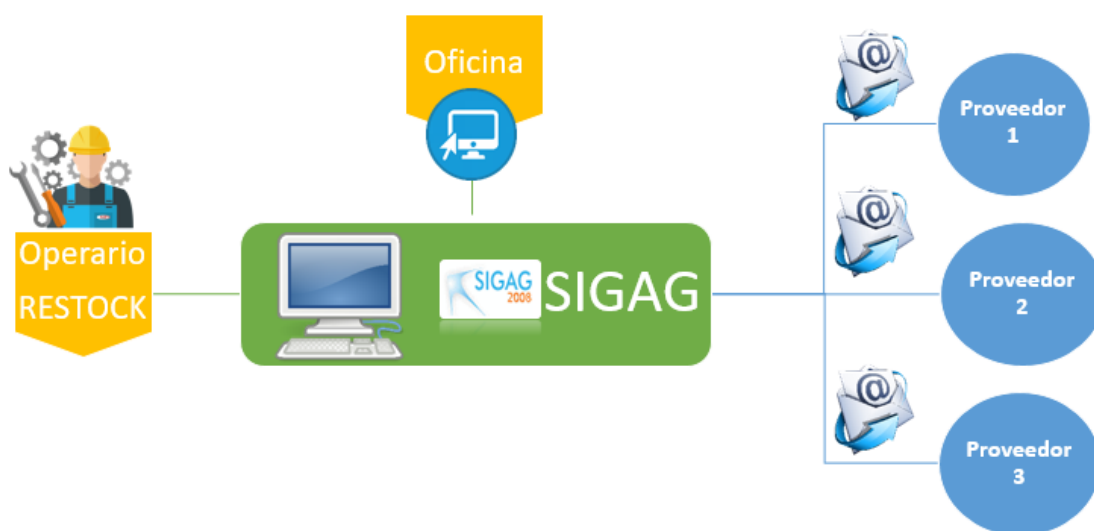 Oficina
Operario
RESTOCK
SIGAG
2008
SIGAG
@
Proveedor
1
@
Proveedor
2
@
Proveedor
3